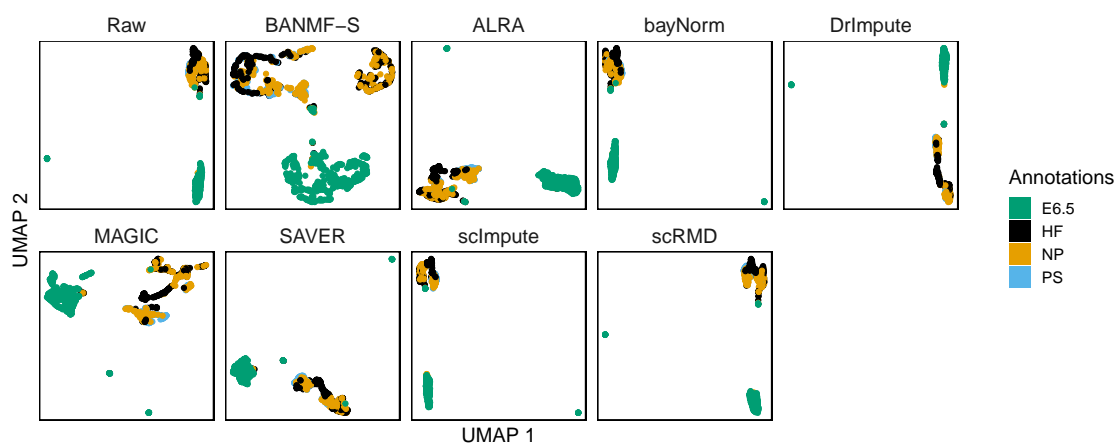 Raw
BANMF−S
ALRA
bayNorm
DrImpute
MAGIC
SAVER
scImpute
scRMD
UMAP 2
UMAP 1
Annotations
E6.5
HF
NP
PS